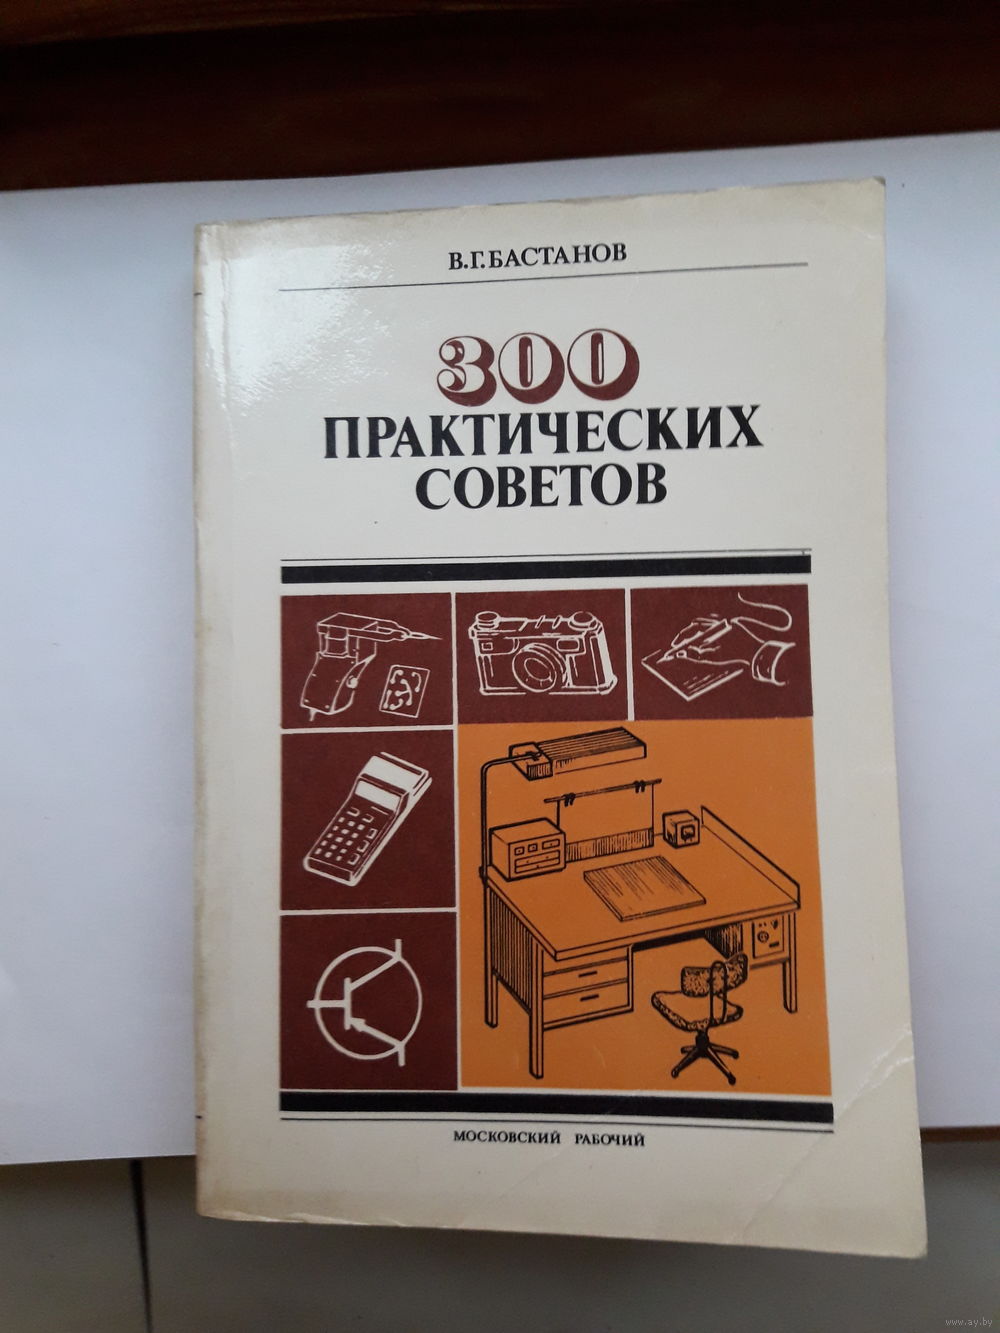 В.Г.БАСТАНОВ
300
ПРАКТИЧЕСКИХ
СОВЕТОВ
МОСКОВСКИЙ РАБОЧИЙ
www.ay.by